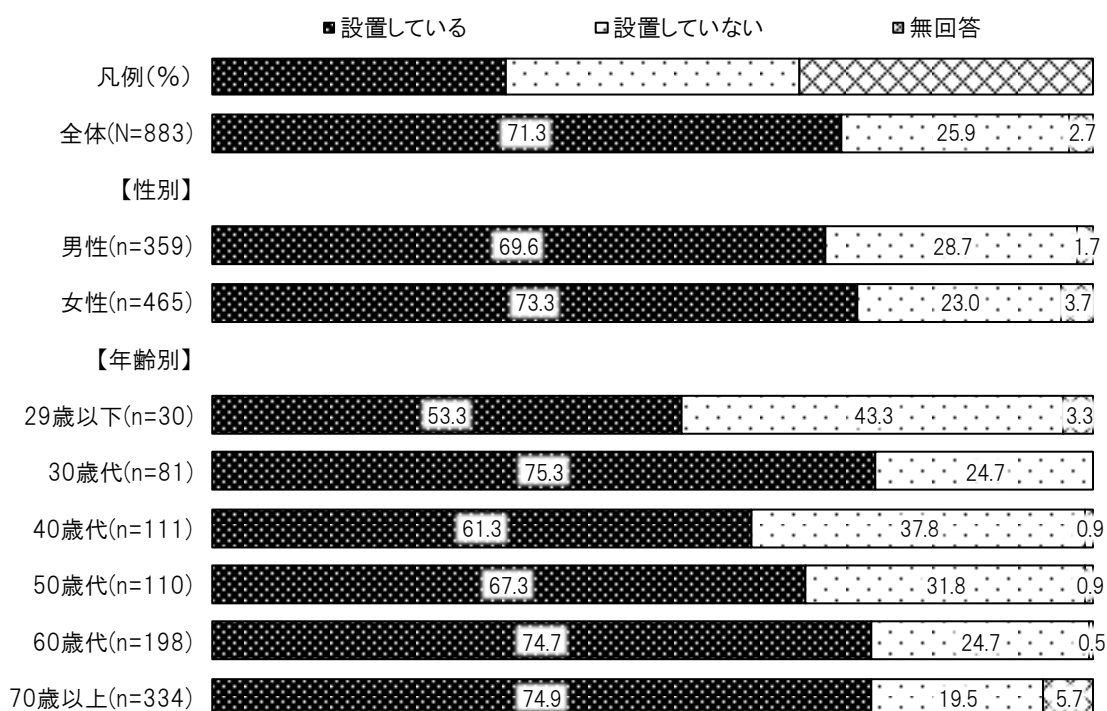 設置している 設置していない 無回答
凡例(%)
全体(N=883) 71.3 25.9 2.7
【性別】
男性(n=359) 69.6 28.7 1.7
女性(n=465) 73.3 23.0 3.7
【年齢別】
29歳以下(n=30) 53.3 43.3 3.3
30歳代(n=81) 75.3 24.7
40歳代(n=111) 61.3 37.8 0.9
50歳代(n=110) 67.3 31.8 0.9
60歳代(n=198) 74.7 24.7 0.5
70歳以上(n=334) 74.9 19.5 5.7